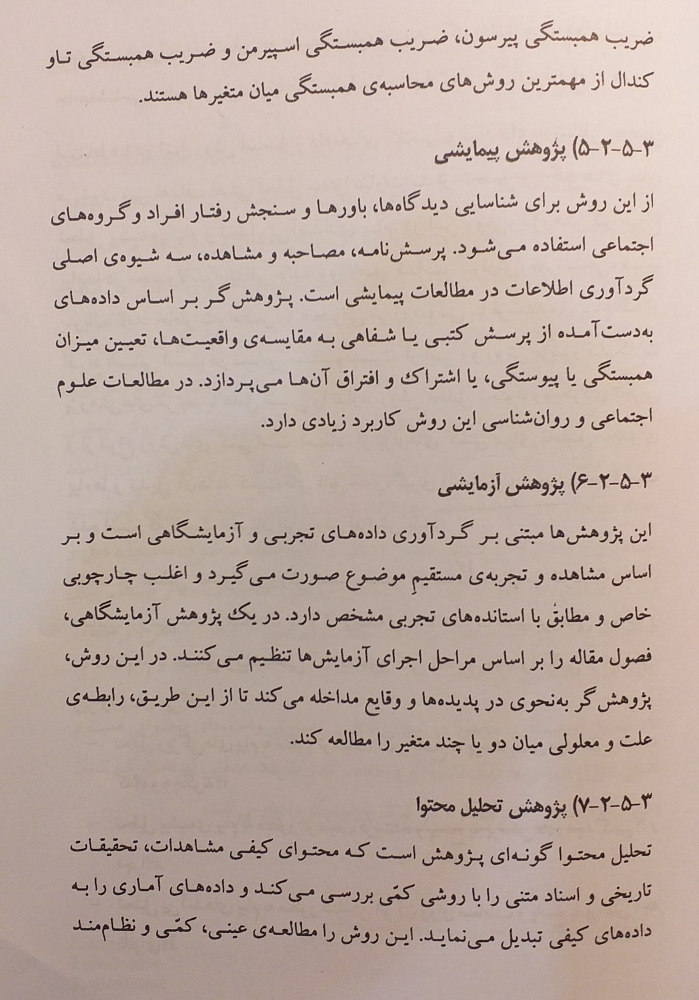 ضریب همبستگی پیرسون، ضریب همبستگی اسپیرمن و ضریب همبستگی تاو
کندال از مهمترین روش‌های محاسبه‌ی همبستگی میان متغیرها هستند.
۳-۵-۲-۵) پژوهش پیمایشی
از این روش برای شناسایی دیدگاه‌ها، باورها و سنجش رفتار افراد و گروه‌های
اجتماعی استفاده می‌شود. پرسش‌نامه، مصاحبه و مشاهده، سه شیوه‌ی اصلی
گردآوری اطلاعات در مطالعات پیمایشی است. پژوهش‌گر بر اساس داده‌های
به‌دست‌آمده از پرسش کتبی یا شفاهی به مقایسه‌ی واقعیت‌ها، تعیین میزان
همبستگی یا پیوستگی، یا اشتراک و افتراق آن‌ها می‌پردازد. در مطالعات علوم
اجتماعی و روان‌شناسی این روش کاربرد زیادی دارد.
۳-۵-۲-۶) پژوهش آزمایشی
این پژوهش‌ها مبتنی بر گردآوری داده‌های تجربی و آزمایشگاهی است و بر
اساس مشاهده و تجربه‌ی مستقیمِ موضوع صورت می‌گیرد و اغلب چارچوبی
خاص و مطابق با استانده‌های تجربی مشخص دارد. در یک پژوهش آزمایشگاهی،
فصول مقاله را بر اساس مراحل اجرای آزمایش‌ها تنظیم می‌کنند. در این روش،
پژوهش‌گر به‌نحوی در پدیده‌ها و وقایع مداخله می‌کند تا از این طریق، رابطه‌ی
علت و معلولی میان دو یا چند متغیر را مطالعه کند.
۳-۵-۲-۷) پژوهش تحلیل محتوا
تحلیل محتوا گونه‌ای پژوهش است که محتوای کیفی مشاهدات، تحقیقات
تاریخی و اسناد متنی را با روشی کمّی بررسی می‌کند و داده‌های آماری را به
داده‌های کیفی تبدیل می‌نماید. این روش را مطالعه‌ی عینی، کمّی و نظام‌مند